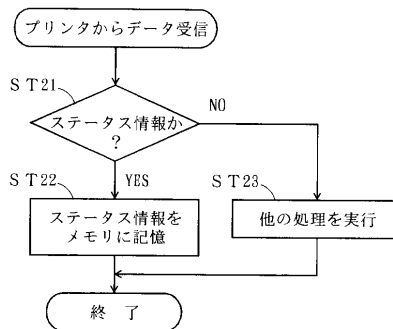 プリンタからデータ受信
ST21
ステータス情報か
?
NO
YES
ST22
ステータス情報を
メモリに記憶
ST23
他の処理を実行
終 了